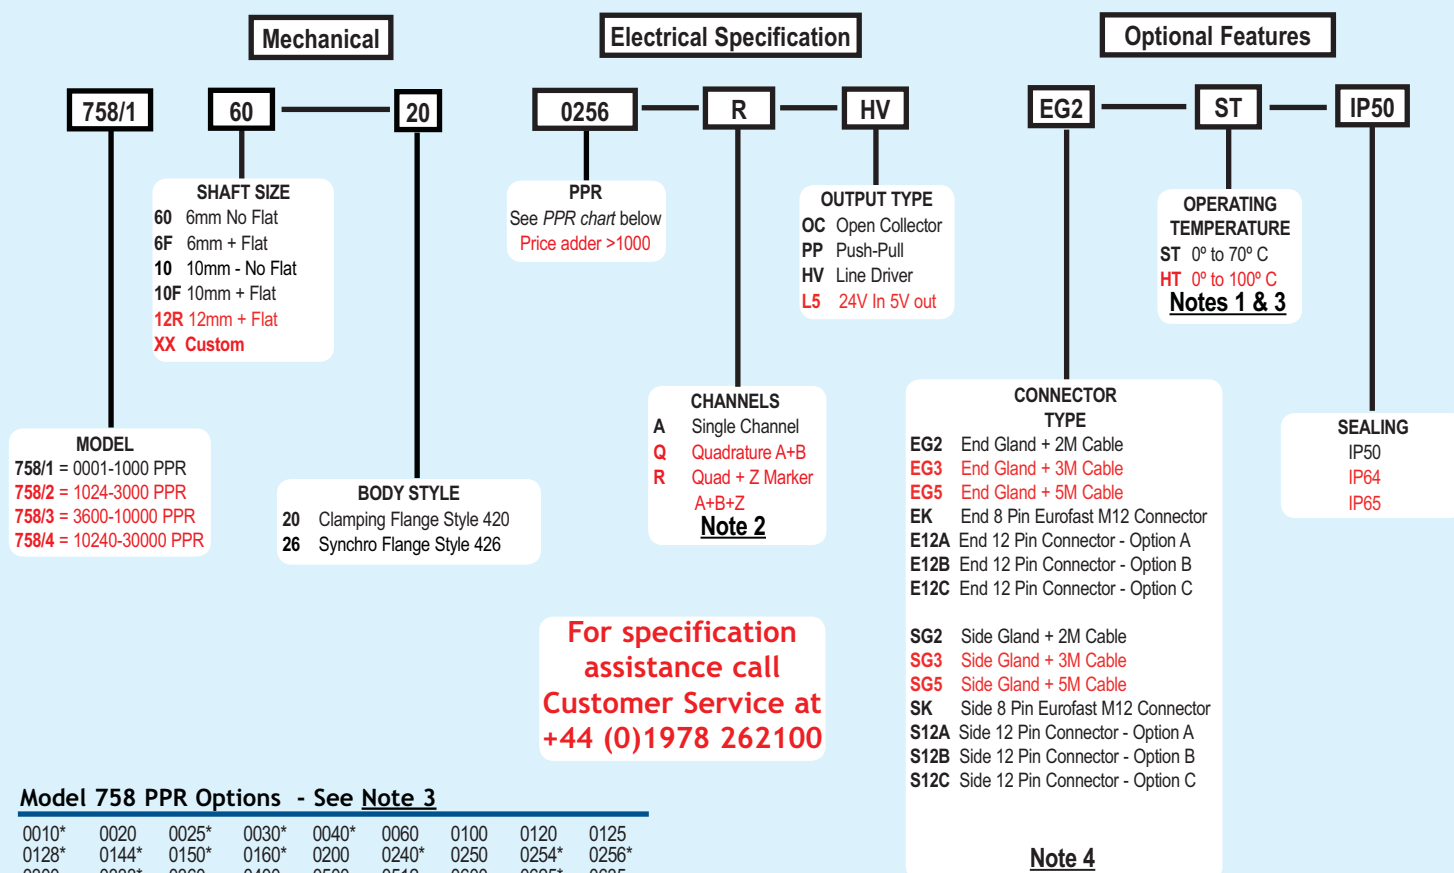 Mechanical
Electrical Specification
Optional Features
758/1
60
20
0256
R
HV
EG2
ST
IP50
SHAFT SIZE
60 6mm No Flat
6F 6mm + Flat
10 10mm - No Flat
10F 10mm + Flat
12R 12mm + Flat
XX Custom
PPR
See PPR chart below
Price adder >1000
OUTPUT TYPE
OC Open Collector
PP Push-Pull
HV Line Driver
L5 24V In 5V out
OPERATING
TEMPERATURE
ST 0º to 70º C
HT 0º to 100º C
Notes 1 & 3
MODEL
758/1 = 0001-1000 PPR
758/2 = 1024-3000 PPR
758/3 = 3600-10000 PPR
758/4 = 10240-30000 PPR
BODY STYLE
20 Clamping Flange Style 420
26 Synchro Flange Style 426
CHANNELS
A Single Channel
Q Quadrature A+B
R Quad + Z Marker
A+B+Z
Note 2
CONNECTOR
TYPE
EG2 End Gland + 2M Cable
EG3 End Gland + 3M Cable
EG5 End Gland + 5M Cable
EK End 8 Pin Eurofast M12 Connector
E12A End 12 Pin Connector - Option A
E12B End 12 Pin Connector - Option B
E12C End 12 Pin Connector - Option C
SG2 Side Gland + 2M Cable
SG3 Side Gland + 3M Cable
SG5 Side Gland + 5M Cable
SK Side 8 Pin Eurofast M12 Connector
S12A Side 12 Pin Connector - Option A
S12B Side 12 Pin Connector - Option B
S12C Side 12 Pin Connector - Option C
Note 4
SEALING
IP50
IP64
IP65
For specification
assistance call
Customer Service at
+44 (0)1978 262100
Model 758 PPR Options - See Note 3
0010* 0020 0025* 0030* 0040* 0060 0100 0120 0125
0128* 0144* 0150* 0160* 0200 0240* 0250 0254* 0256*